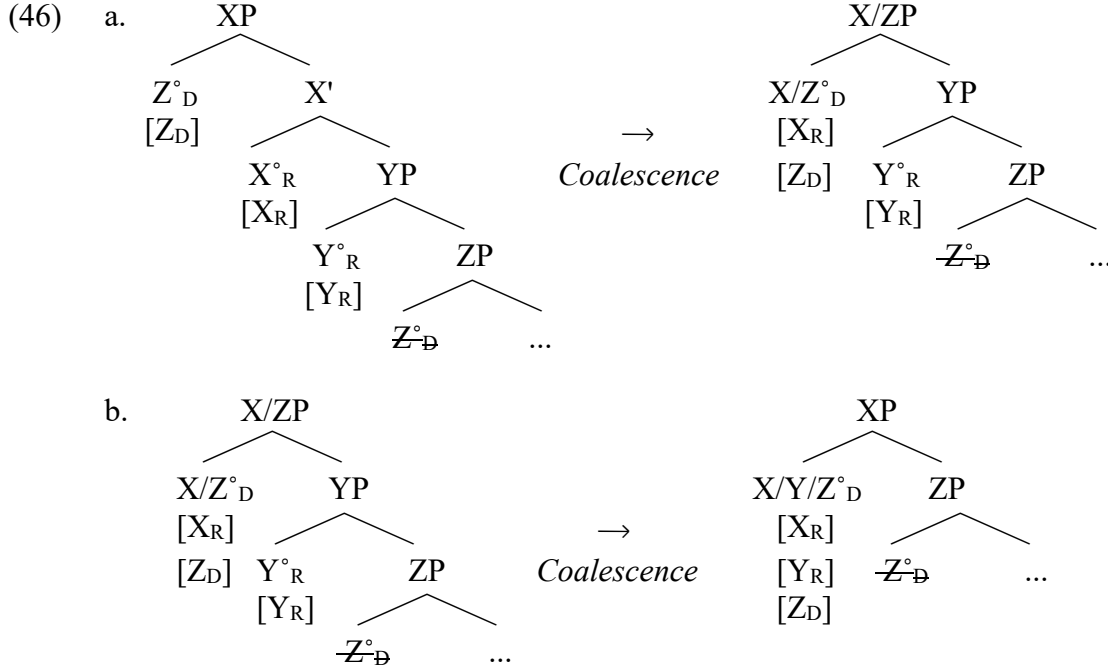 (46) a. XP X/ZP
Z°D X' X/Z°D YP
[ZD] → [XR]
X°R YP Coalescence [ZD] Y°R ZP
[XR] [YR]
Y°R ZP Z°D ...
[YR]
Z°D ...
b. X/ZP XP
X/Z°D YP X/Y/Z°D ZP
[XR] → [XR]
[ZD] Y°R ZP Coalescence [YR] Z°D ...
[YR] [ZD]
Z°D ...